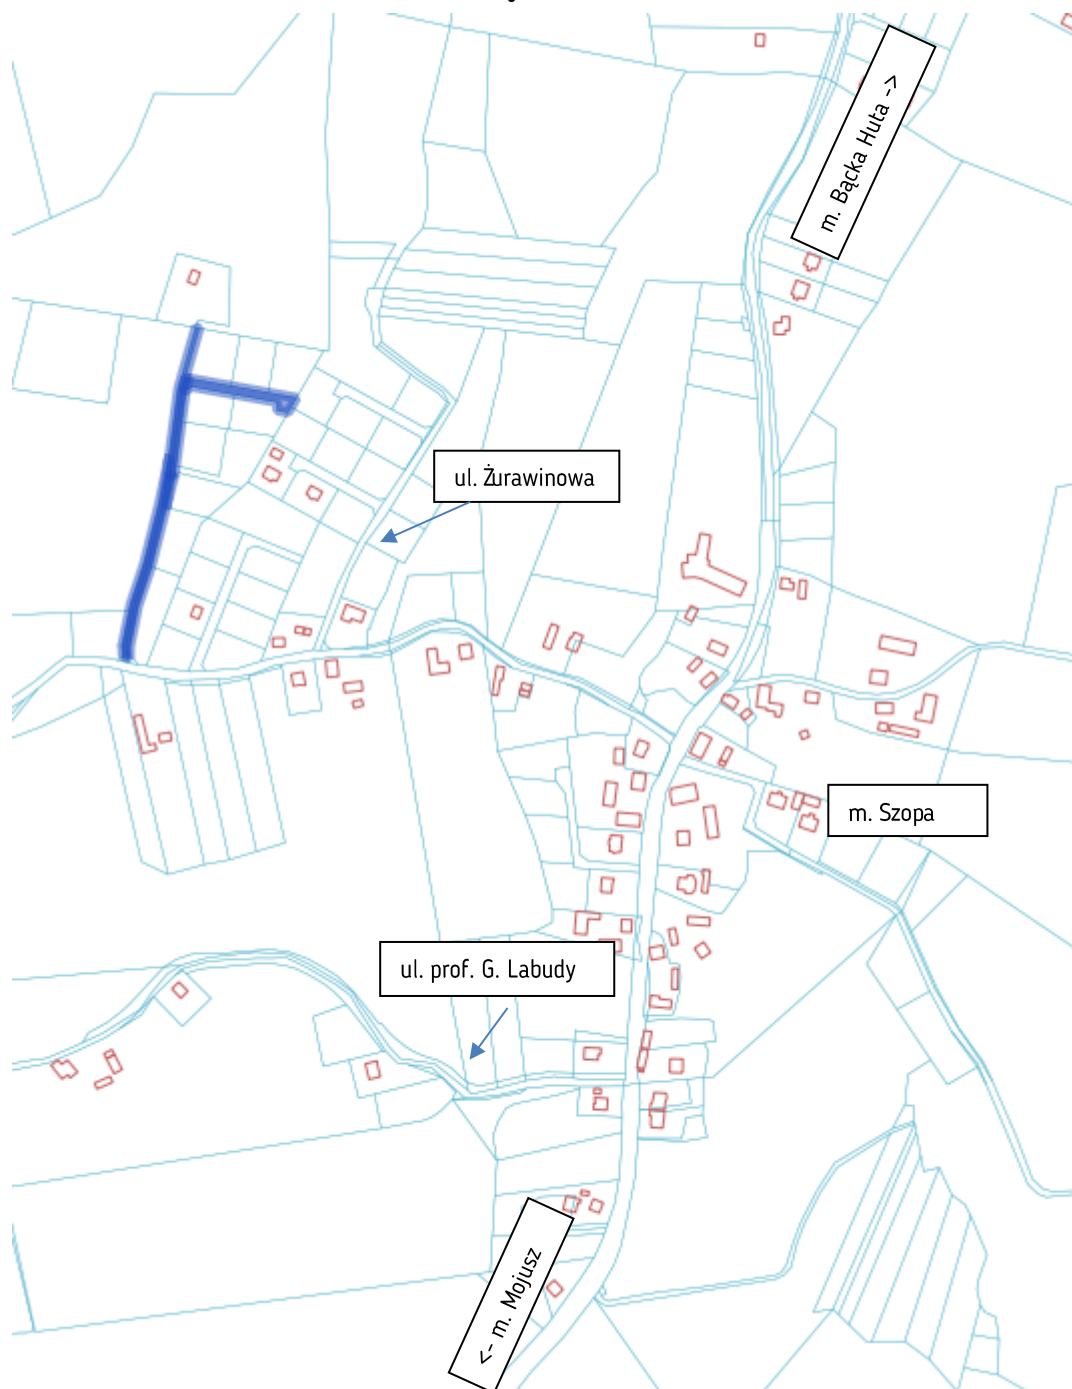 m. Bącka Huta ->
ul. Żurawinowa
m. Szopa
ul. prof. G. Labudy
<- m. Mojusz